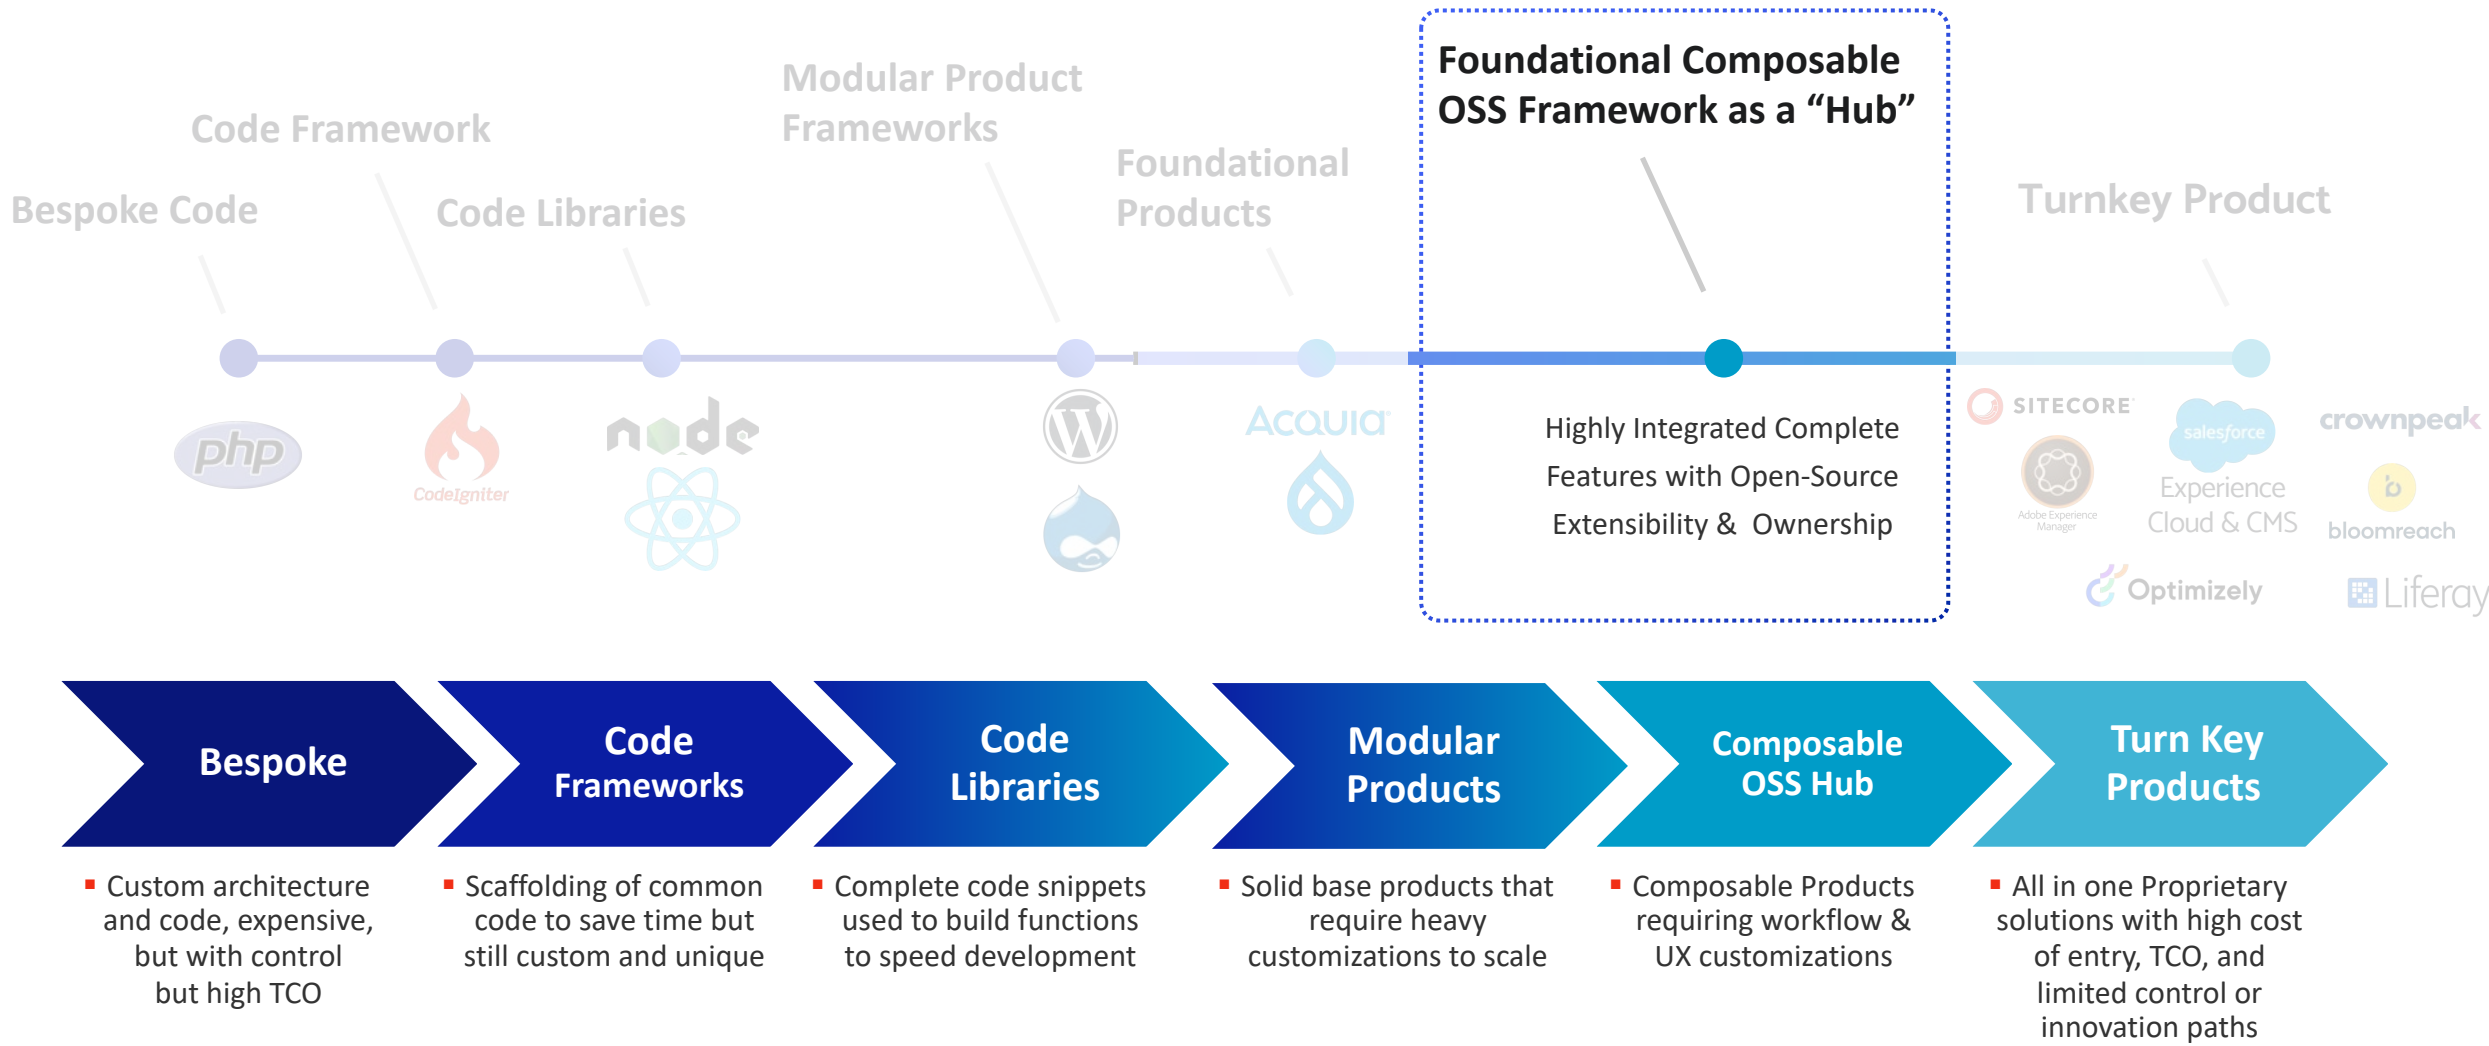 Bespoke Code
Code Framework
Code Libraries
Modular Product
Frameworks
Foundational
Products
Foundational Composable
OSS Framework as a “Hub”
Turnkey Product
php
CodeIgniter
node
W
ACQUIA
Highly Integrated Complete
Features with Open-Source
Extensibility & Ownership
SITECORE
Adobe Experience
Manager
salesforce
Experience
Cloud & CMS
crownpeak
b
bloomreach
Optimizely
Liferay
Bespoke
Code
Frameworks
Code
Libraries
Modular
Products
Composable
OSS Hub
Turn Key
Products
▪ Custom architecture
and code, expensive,
but with control
but high TCO
▪ Scaffolding of common
code to save time but
still custom and unique
▪ Complete code snippets
used to build functions
to speed development
▪ Solid base products that
require heavy
customizations to scale
▪ Composable Products
requiring workflow &
UX customizations
▪ All in one Proprietary
solutions with high cost
of entry, TCO, and
limited control or
innovation paths